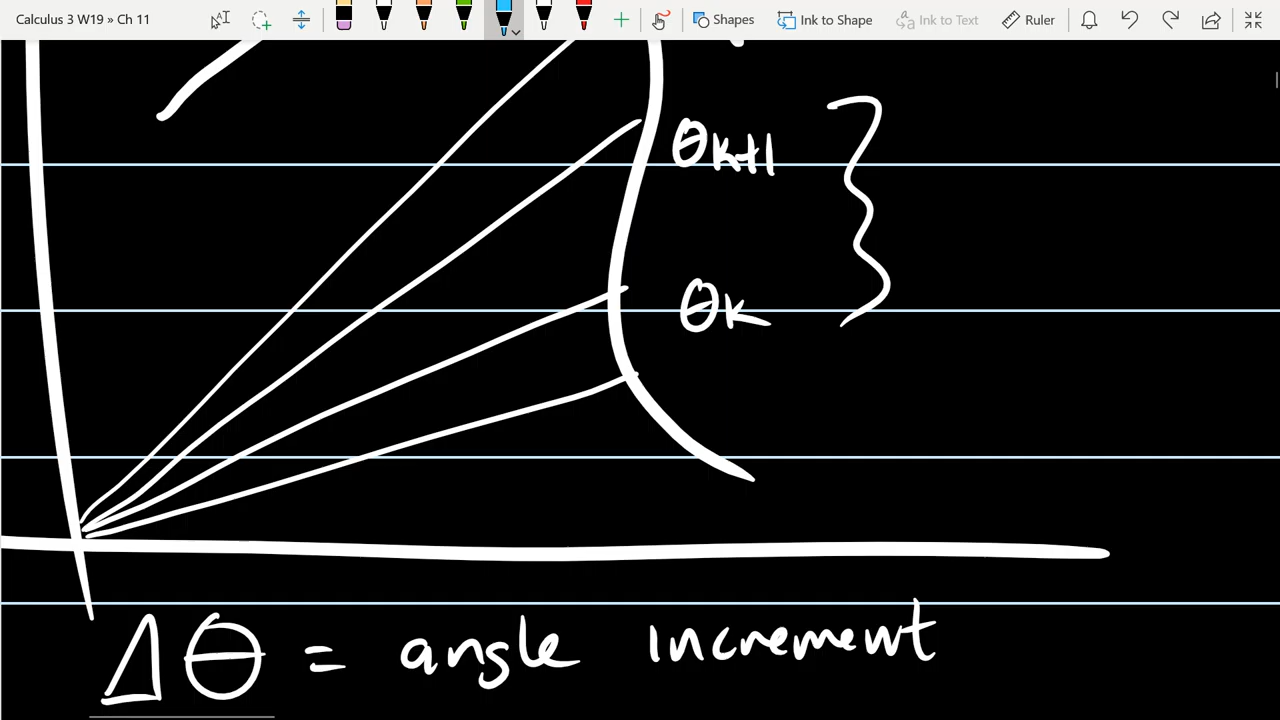 Calculus 3 W19 » Ch 11
Shapes
Ink to Shape
Ink to Text
Ruler
θk+1
θk
Δθ = angle increment